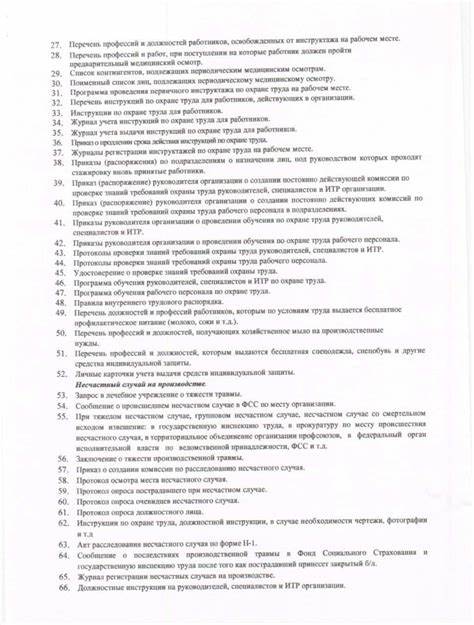 27. Перечень профессий и должностей работников, освобожденных от инструктажа на рабочем месте.
28. Перечень профессий и работ, при поступлении на которые работник должен пройти
предварительный медицинский осмотр.
29. Список контингентов, подлежащих периодическим медицинским осмотрам.
30. Поименный список лиц, подлежащих периодическому медицинскому осмотру.
31. Программа проведения первичного инструктажа по охране труда на рабочем месте.
32. Перечень инструкций по охране труда для работников, действующих в организации.
33. Инструкции по охране труда для работников.
34. Журнал учета инструкций по охране труда для работников.
35. Журнал учета выдачи инструкций по охране труда для работников.
36. Приказ о продлении срока действия инструкций по охране труда.
37. Журналы регистрации инструктажей по охране труда на рабочем месте.
38. Приказы (распоряжения) по подразделениям о назначении лиц, под руководством которых проходят
стажировку вновь принятые работники.
39. Приказ (распоряжение) руководителя организации о создании постоянно действующей комиссии по
проверке знаний требований охраны труда руководителей, специалистов и ИТР организации.
40. Приказ (распоряжение) руководителя организации о создании постоянно действующих комиссий по
проверке знаний требований охраны труда рабочего персонала в подразделениях.
41. Приказы руководителя организации о проведении обучения по охране труда руководителей,
специалистов и ИТР.
42. Приказы руководителя организации о проведении обучения по охране труда рабочего персонала.
43. Протоколы проверки знаний требований охраны труда руководителей, специалистов и ИТР.
44. Протоколы проверки знаний требований охраны труда рабочего персонала.
45. Удостоверение о проверке знаний требований охраны труда.
46. Программа обучения руководителей, специалистов и ИТР по охране труда.
47. Программа обучения рабочего персонала по охране труда.
48. Правила внутреннего трудового распорядка.
49. Перечень должностей и профессий работников, которым по условиям труда выдается бесплатное
профилактическое питание (молоко, соки и т.д.).
50. Перечень профессий и должностей, получающих хозяйственное мыло на производственные
нужды.
51. Перечень профессий и должностей, которым выдаются бесплатная спецодежда, спецобувь и другие
средства индивидуальной защиты.
52. Личные карточки учета выдачи средств индивидуальной защиты.
Несчастный случай на производстве
53. Запрос в лечебное учреждение о тяжести травмы.
54. Сообщение о происшедшем несчастном случае в ФСС по месту организации.
55. При тяжелом несчастном случае, групповом несчастном случае, несчастном случае со смертельном
исходом извещение: в государственную инспекцию труда, в прокуратуру по месту происшествия
несчастного случая, в территориальное объединение организации профсоюзов, в федеральный орган
исполнительной власти по ведомственной принадлежности, ФСС и т.д.
56. Заключение о тяжести производственной травмы.
57. Приказ о создании комиссии по расследованию несчастного случая.
58. Протокол осмотра места несчастного случая.
59. Протокол опроса пострадавшего при несчастном случае.
60. Протокол опроса очевидцев несчастного случая.
61. Протокол опроса должностного лица.
62. Инструкции по охране труда, должностной инструкции, в случае необходимости чертежи, фотографии
и т.д
63. Акт расследования несчастного случая по форме Н-1.
64. Сообщение о последствиях производственной травмы в Фонд Социального Страхования и
государственную инспекцию труда после того как пострадавший принесет закрытый б/л.
65. Журнал регистрации несчастных случаев на производстве.
66. Должностные инструкции на руководителей, специалистов и ИТР организации.